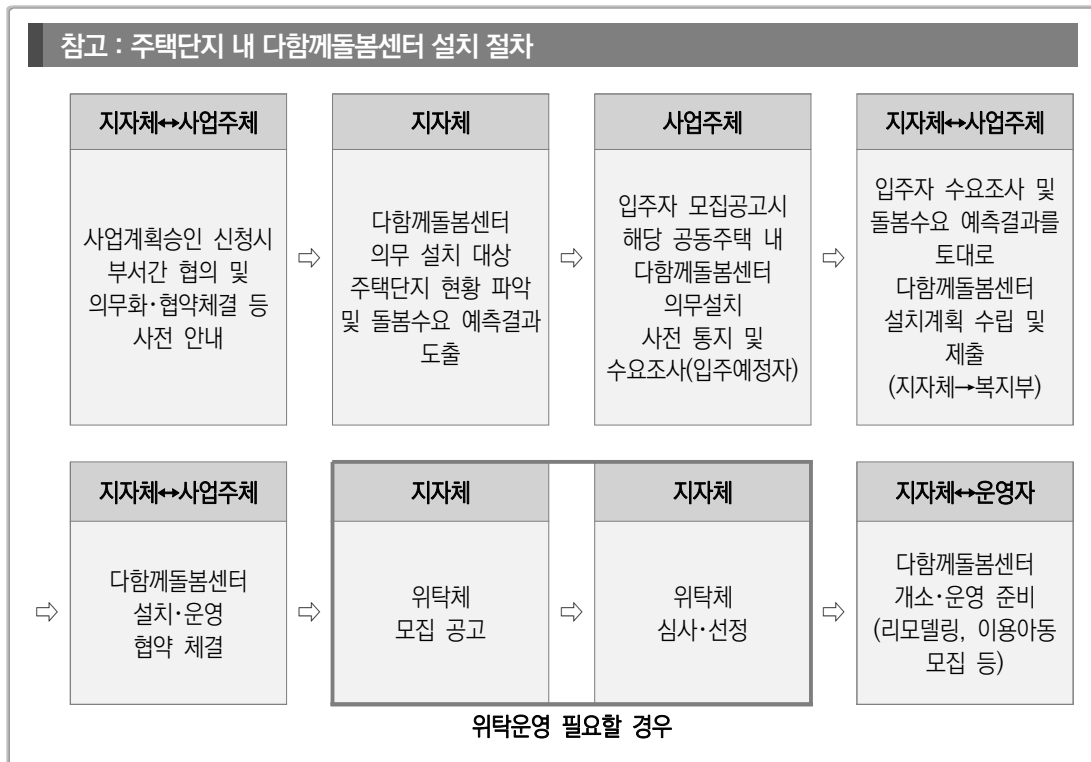 참고 : 주택단지 내 다함께돌봄센터 설치 절차
지자체↔사업주체
사업계획승인 신청시
부서간 협의 및
의무화·협약체결 등
사전 안내
⇨
지자체
다함께돌봄센터
의무 설치 대상
주택단지 현황 파악
및 돌봄수요 예측결과
도출
⇨
사업주체
입주자 모집공고시
해당 공동주택 내
다함께돌봄센터
의무설치
사전 통지 및
수요조사(입주예정자)
⇨
지자체↔사업주체
입주자 수요조사 및
돌봄수요 예측결과를
토대로
다함께돌봄센터
설치계획 수립 및
제출
(지자체→복지부)
⇨
지자체↔사업주체
다함께돌봄센터
설치·운영
협약 체결
⇨
지자체
위탁체
모집 공고
⇨
지자체
위탁체
심사·선정
⇨
지자체↔운영자
다함께돌봄센터
개소·운영 준비
(리모델링, 이용아동
모집 등)
위탁운영 필요할 경우